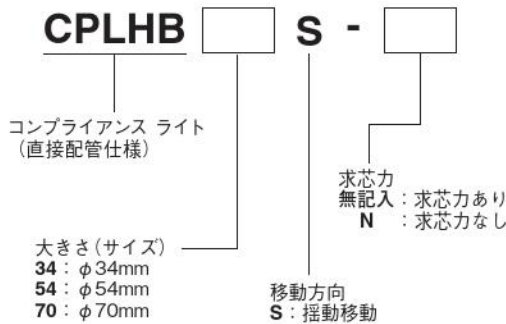 CPLHB S -
コンプライアンス ライト
（直接配管仕様）
求芯力
無記入：求芯力あり
N ：求芯力なし
大きさ（サイズ）
34：φ34mm
54：φ54mm
70：φ70mm
移動方向
S：揺動移動